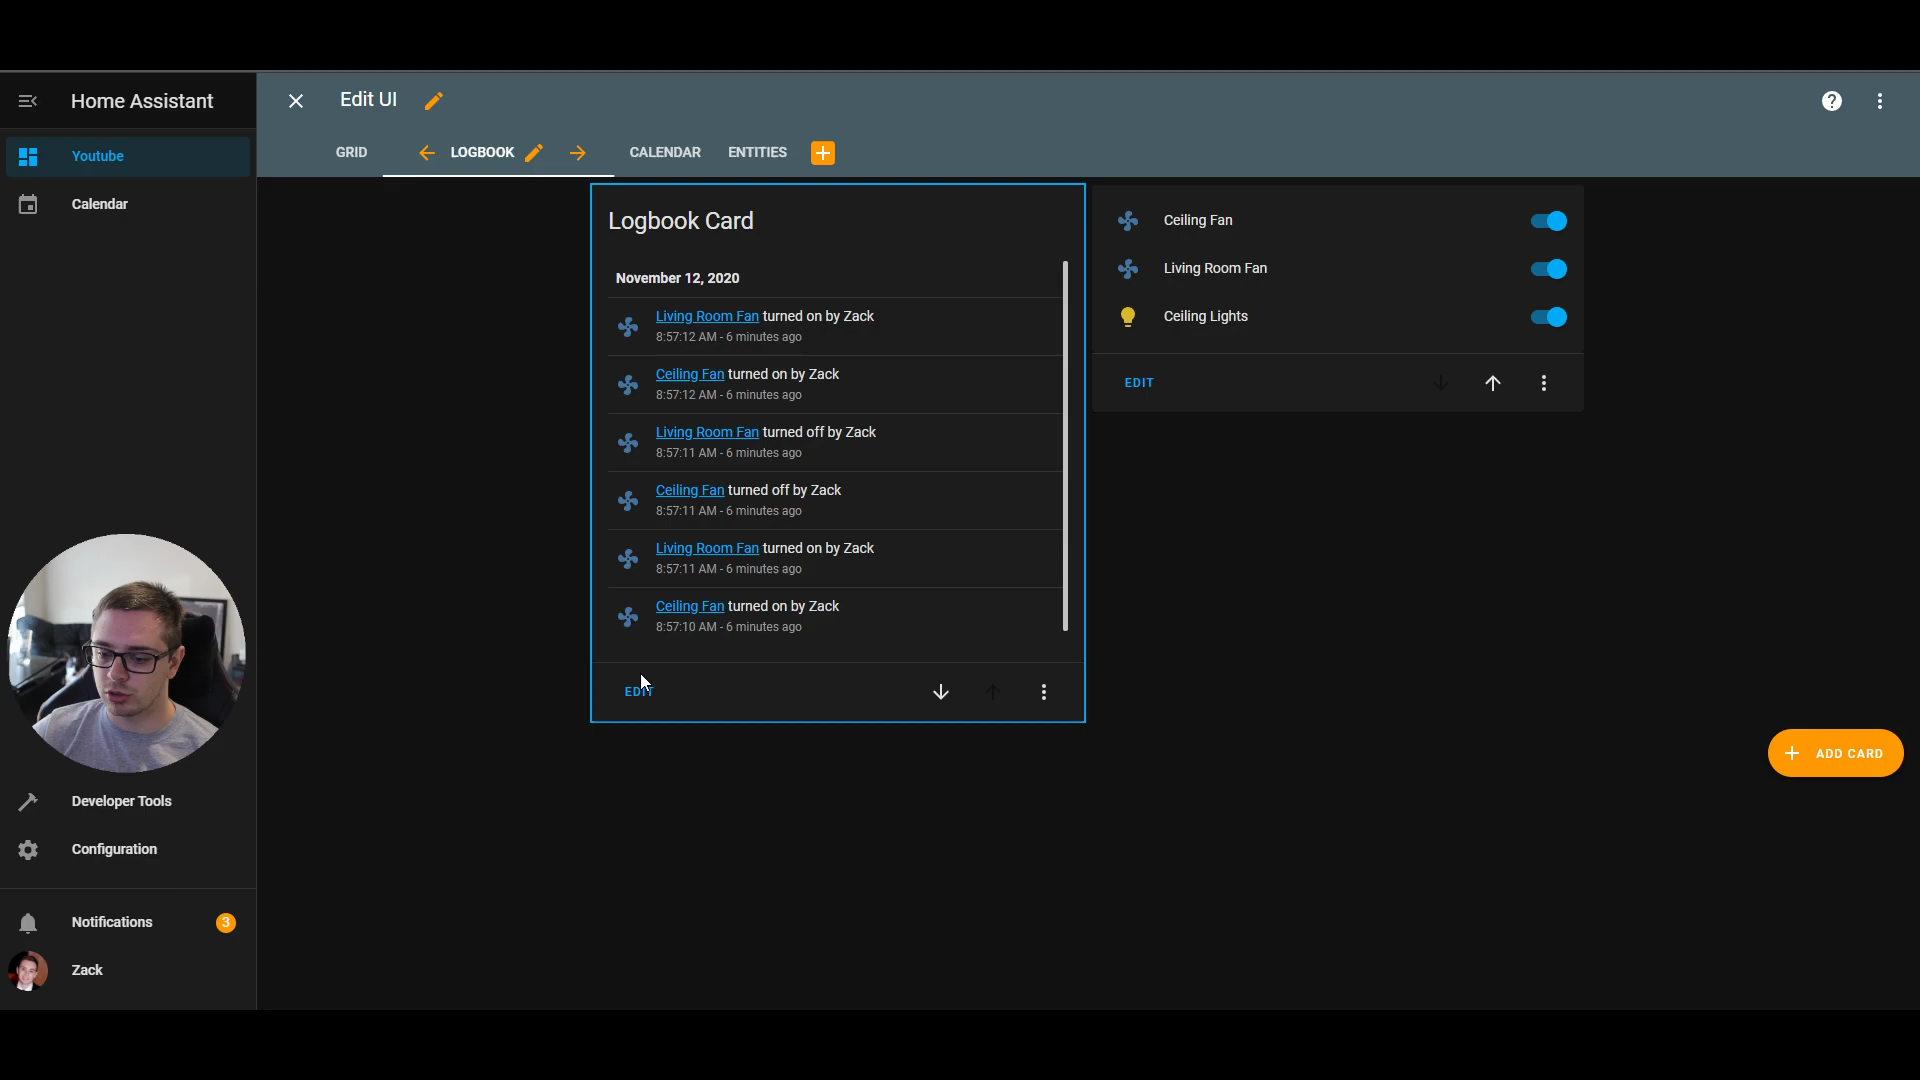 Home Assistant
Edit UI
Youtube
Calendar
GRID
LOGBOOK
CALENDAR
ENTITIES
Logbook Card
November 12, 2020
Living Room Fan turned on by Zack
8:57:12 AM - 6 minutes ago
Ceiling Fan turned on by Zack
8:57:12 AM - 6 minutes ago
Living Room Fan turned off by Zack
8:57:11 AM - 6 minutes ago
Ceiling Fan turned off by Zack
8:57:11 AM - 6 minutes ago
Living Room Fan turned on by Zack
8:57:11 AM - 6 minutes ago
Ceiling Fan turned on by Zack
8:57:10 AM - 6 minutes ago
EDIT
Ceiling Fan
Living Room Fan
Ceiling Lights
EDIT
ADD CARD
Developer Tools
Configuration
Notifications 3
Zack